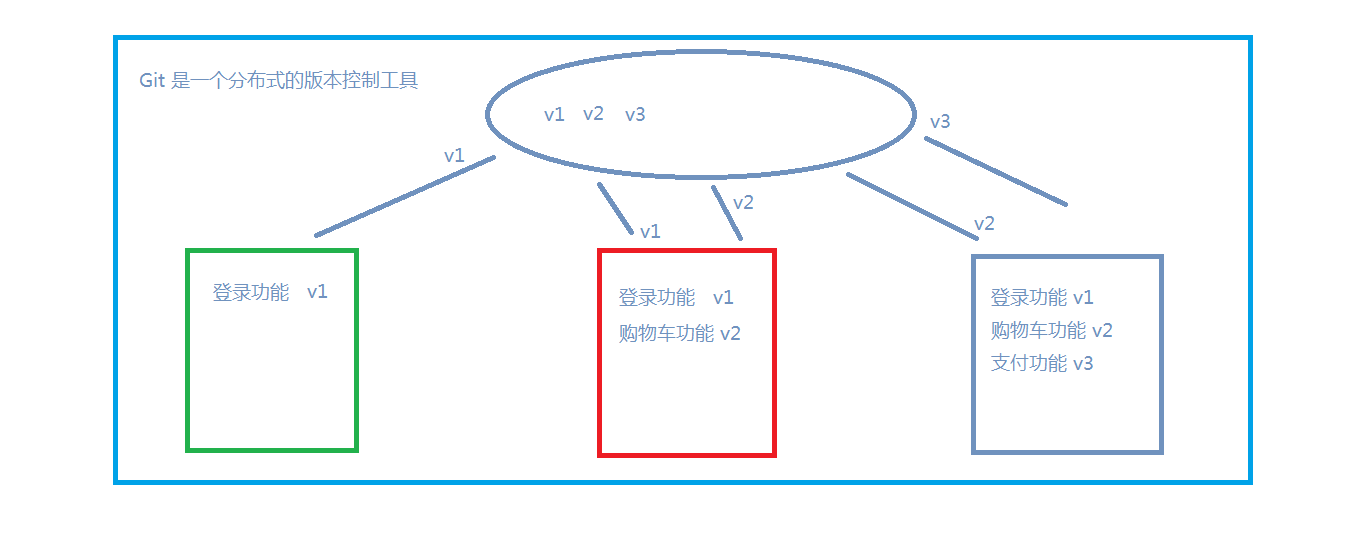 Git 是一个分布式的版本控制工具
v1 v2 v3
v3
v1
v2
v1
v2
登录功能 v1
登录功能 v1
购物车功能 v2
登录功能 v1
购物车功能 v2
支付功能 v3